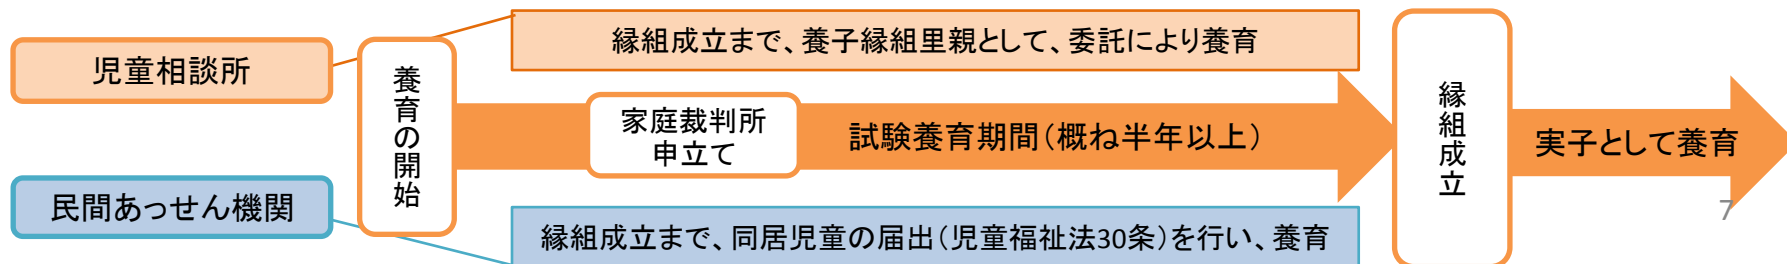 縁組成立まで、養子縁組里親として、委託により養育
児童相談所
養育の開始
家庭裁判所
申立て
試験養育期間(概ね半年以上)
縁組成立
実子として養育
民間あっせん機関
縁組成立まで、同居児童の届出(児童福祉法30条)を行い、養育
7